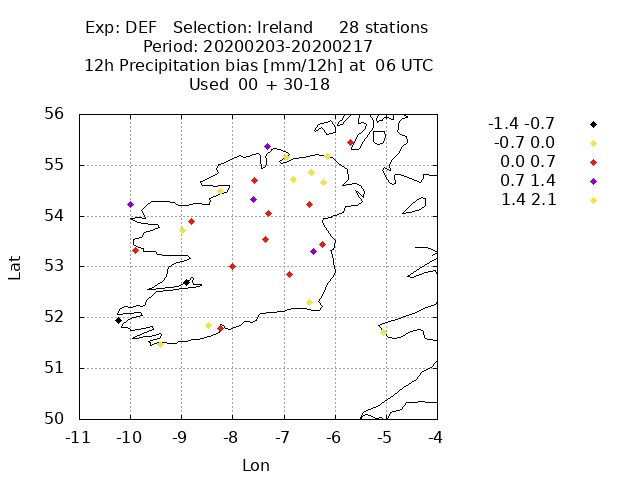 Exp: DEF   Selection: Ireland     28 stations
Period: 20200203-20200217
12h Precipitation bias [mm/12h] at  06 UTC
Used  00 + 30-18
-1.4 -0.7
-0.7 0.0
0.0 0.7
0.7 1.4
1.4 2.1
56
55
54
53
52
51
50
Lat
-11 -10 -9 -8 -7 -6 -5 -4
Lon